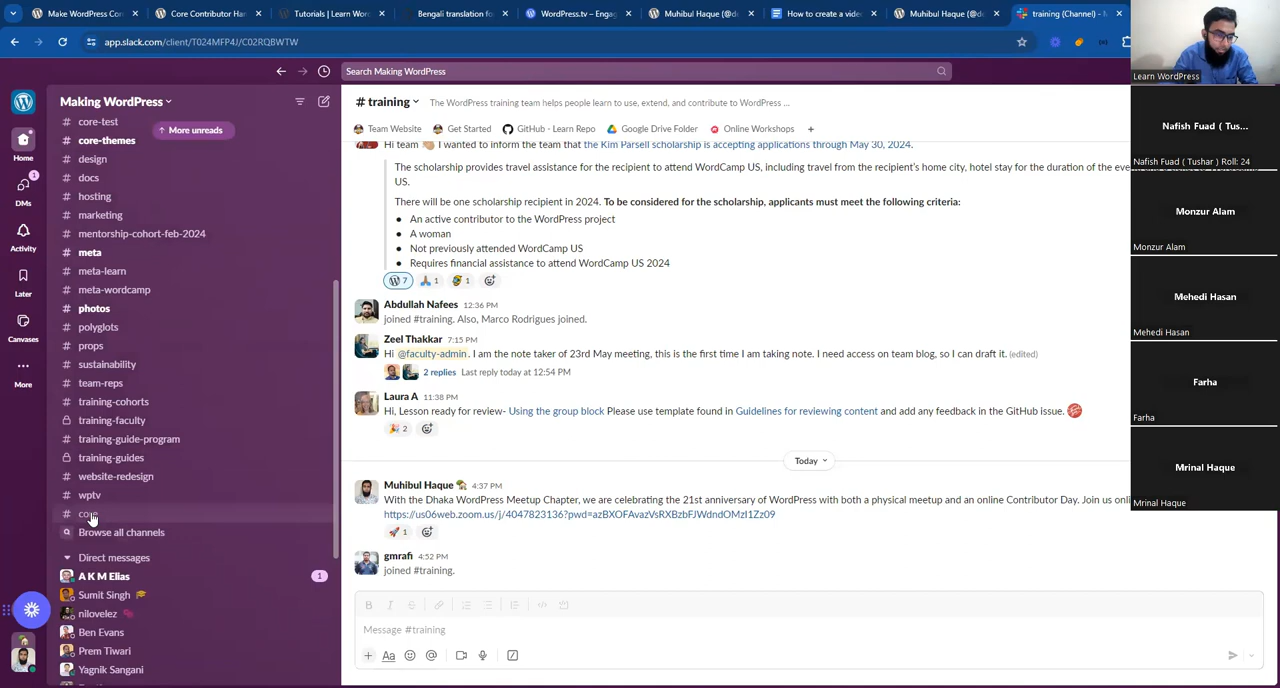 Make WordPress Con
Core Contributor Han
Tutorials | Learn Wor
Bengali translation fo
WordPress.tv – Engag
Muhibul Haque (@de
How to create a video
Muhibul Haque (@de
training (Channel) - M
app.slack.com/client/T024MFP4J/C02RQBWTW
Search Making WordPress
Making WordPress
More unreads
core-test
core-themes
design
docs
hosting
marketing
mentorship-cohort-feb-2024
meta
meta-learn
meta-wordcamp
photos
polyglots
props
sustainability
team-reps
training-cohorts
training-faculty
training-guide-program
training-guides
website-redesign
wptv
core
Browse all channels
Direct messages
A K M Elias 1
Sumit Singh
nilovelez
Ben Evans
Prem Tiwari
Yagnik Sangani
Home
DMs 1
Activity
Later
Canvases
More
# training The WordPress training team helps people learn to use, extend, and contribute to WordPress ...
Team Website Get Started GitHub - Learn Repo Google Drive Folder Online Workshops
Hi team I wanted to inform the team that the Kim Parsell scholarship is accepting applications through May 30, 2024.
The scholarship provides travel assistance for the recipient to attend WordCamp US, including travel from the recipient's home city, hotel stay for the duration of the eve
US.
There will be one scholarship recipient in 2024. To be considered for the scholarship, applicants must meet the following criteria:
● An active contributor to the WordPress project
● A woman
● Not previously attended WordCamp US
● Requires financial assistance to attend WordCamp US 2024
7 1 1
Abdullah Nafees 12:36 PM
joined #training. Also, Marco Rodrigues joined.
Zeel Thakkar 7:15 PM
Hi @faculty-admin. I am the note taker of 23rd May meeting, this is the first time I am taking note. I need access on team blog, so I can draft it. (edited)
2 replies Last reply today at 12:54 PM
Laura A 11:38 PM
Hi, Lesson ready for review- Using the group block Please use template found in Guidelines for reviewing content and add any feedback in the GitHub issue.
2
Today
Muhibul Haque 4:37 PM
With the Dhaka WordPress Meetup Chapter, we are celebrating the 21st anniversary of WordPress with both a physical meetup and an online Contributor Day. Join us onl
https://us06web.zoom.us/j/4047823136?pwd=azBXOFAvazVsRXBzbFJWdndOMzI1Zz09
1
gmrafi 4:52 PM
joined #training.
Message #training
Learn WordPress
Nafish Fuad ( Tus...
Nafish Fuad ( Tushar ) Roll: 24
Monzur Alam
Monzur Alam
Mehedi Hasan
Mehedi Hasan
Farha
Farha
Mrinal Haque
Mrinal Haque